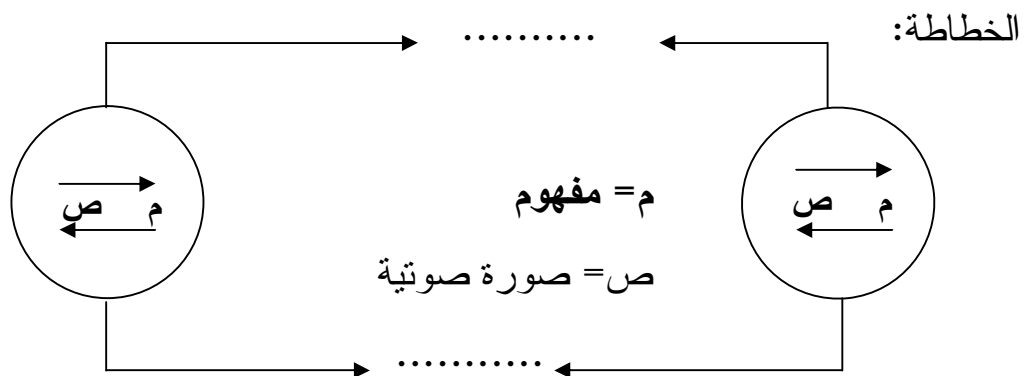 الخطاطة:
..........
م ص
م= مفهوم
م ص
ص= صورة صوتية
...........